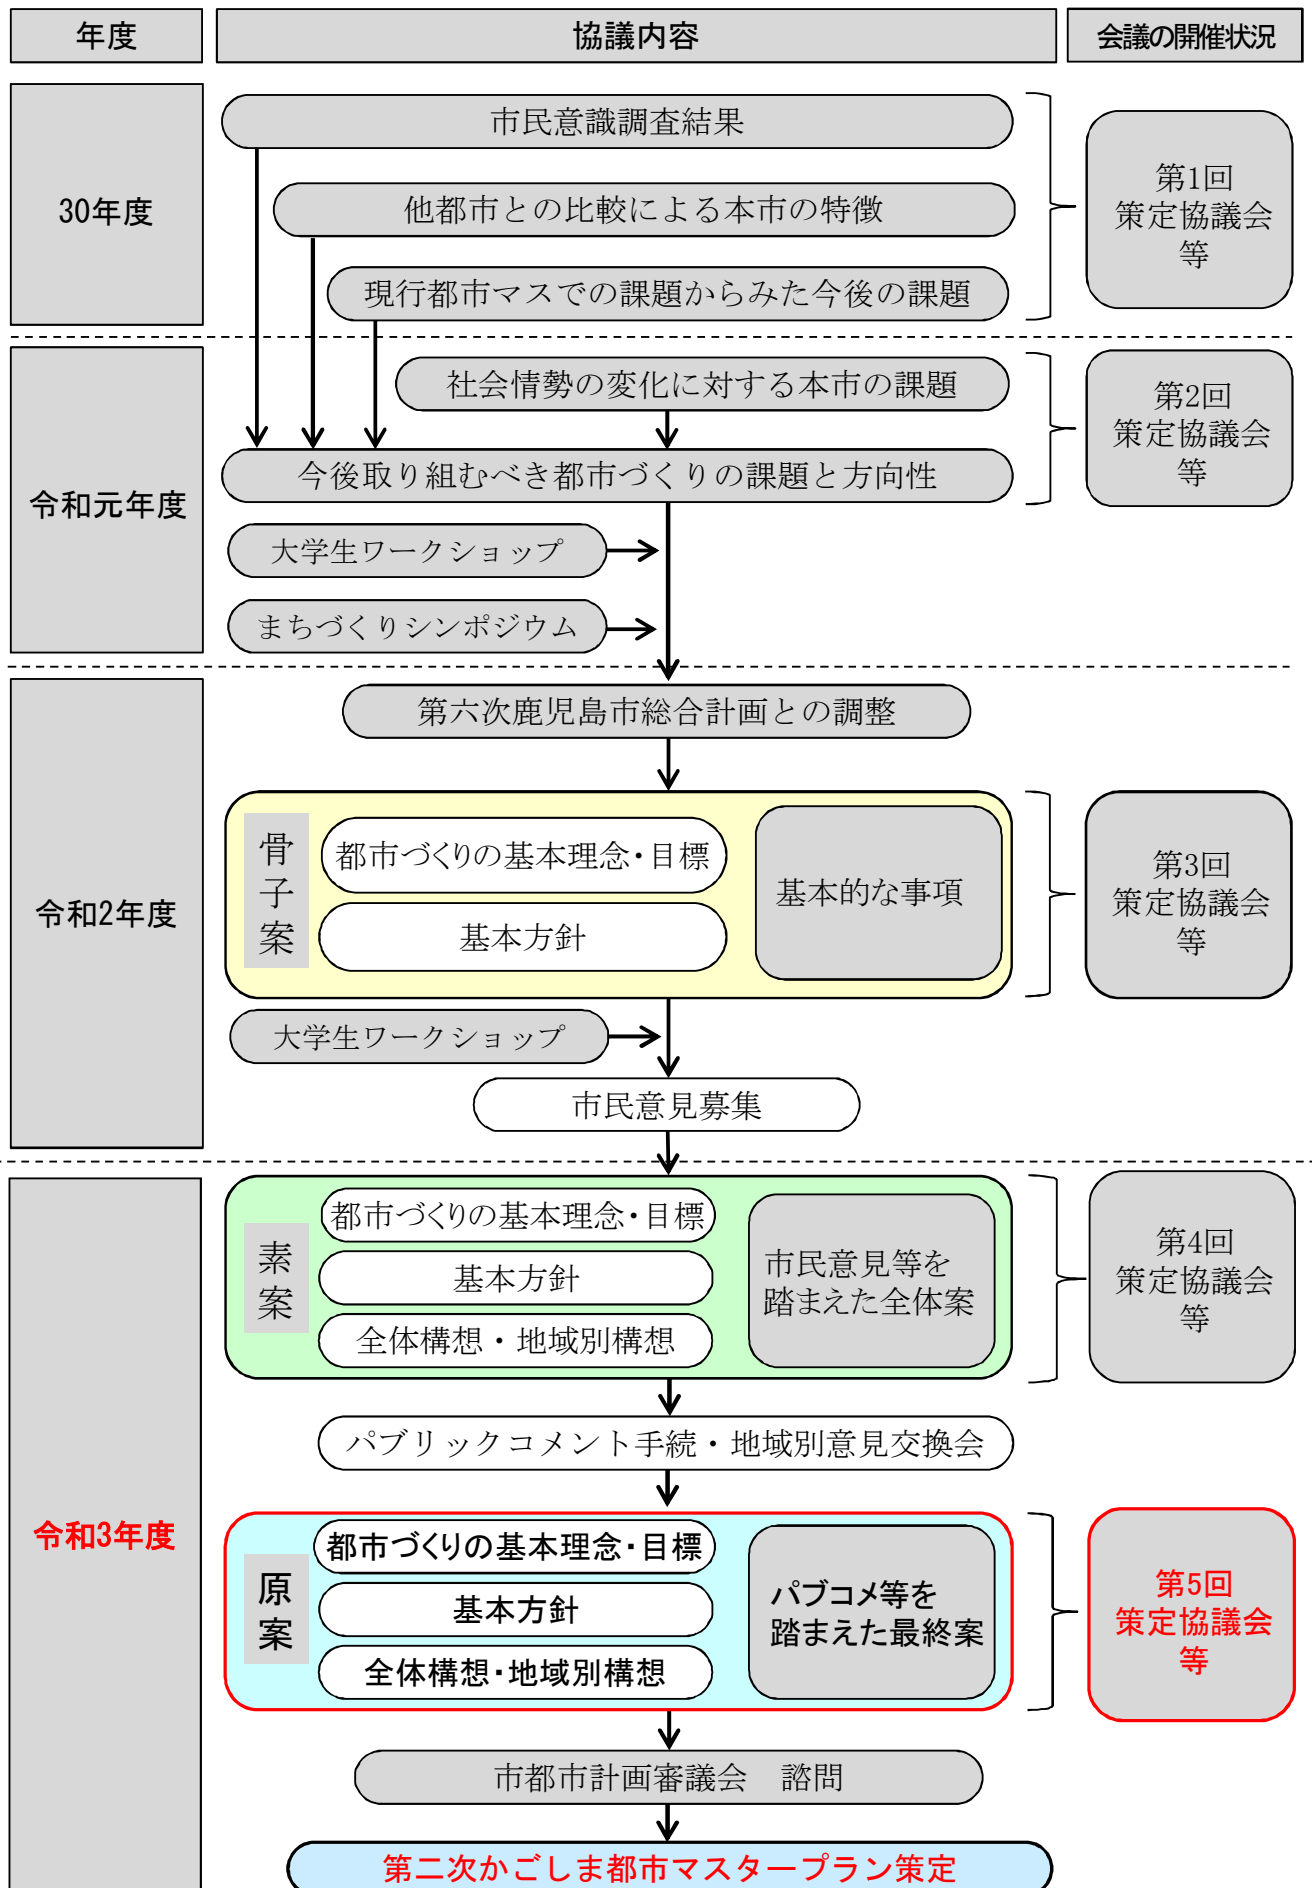 年度
協議内容
会議の開催状況
30年度
市民意識調査結果
他都市との比較による本市の特徴
現行都市マスでの課題からみた今後の課題
第1回
策定協議会
等
令和元年度
社会情勢の変化に対する本市の課題
今後取り組むべき都市づくりの課題と方向性
大学生ワークショップ
まちづくりシンポジウム
第2回
策定協議会
等
令和2年度
第六次鹿児島市総合計画との調整
骨子案
都市づくりの基本理念・目標
基本方針
基本的な事項
第3回
策定協議会
等
大学生ワークショップ
市民意見募集
令和3年度
素案
都市づくりの基本理念・目標
基本方針
全体構想・地域別構想
市民意見等を
踏まえた全体案
第4回
策定協議会
等
パブリックコメント手続・地域別意見交換会
原案
都市づくりの基本理念・目標
基本方針
全体構想・地域別構想
パブコメ等を
踏まえた最終案
第5回
策定協議会
等
市都市計画審議会　諮問
第二次かごしま都市マスタープラン策定